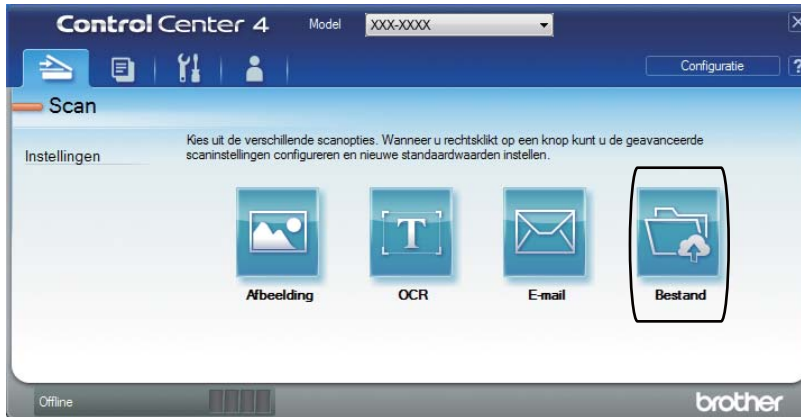 Control Center 4
Model
XXX-XXXX
Configuratie
?
Scan
Instellingen
Kies uit de verschillende scanopties. Wanneer u rechtsklikt op een knop kunt u de geavanceerde
scaninstellingen configureren en nieuwe standaardwaarden instellen.
T
Afbeelding
OCR
E-mail
Bestand
Offline
brother